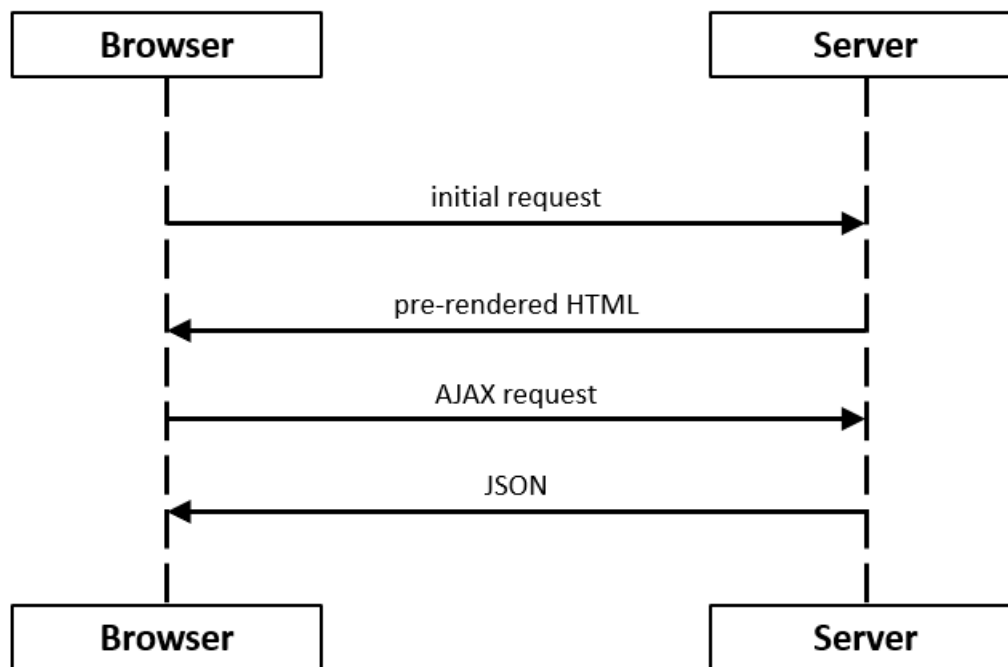 Browser
Server
initial request
pre-rendered HTML
AJAX request
JSON
Browser
Server